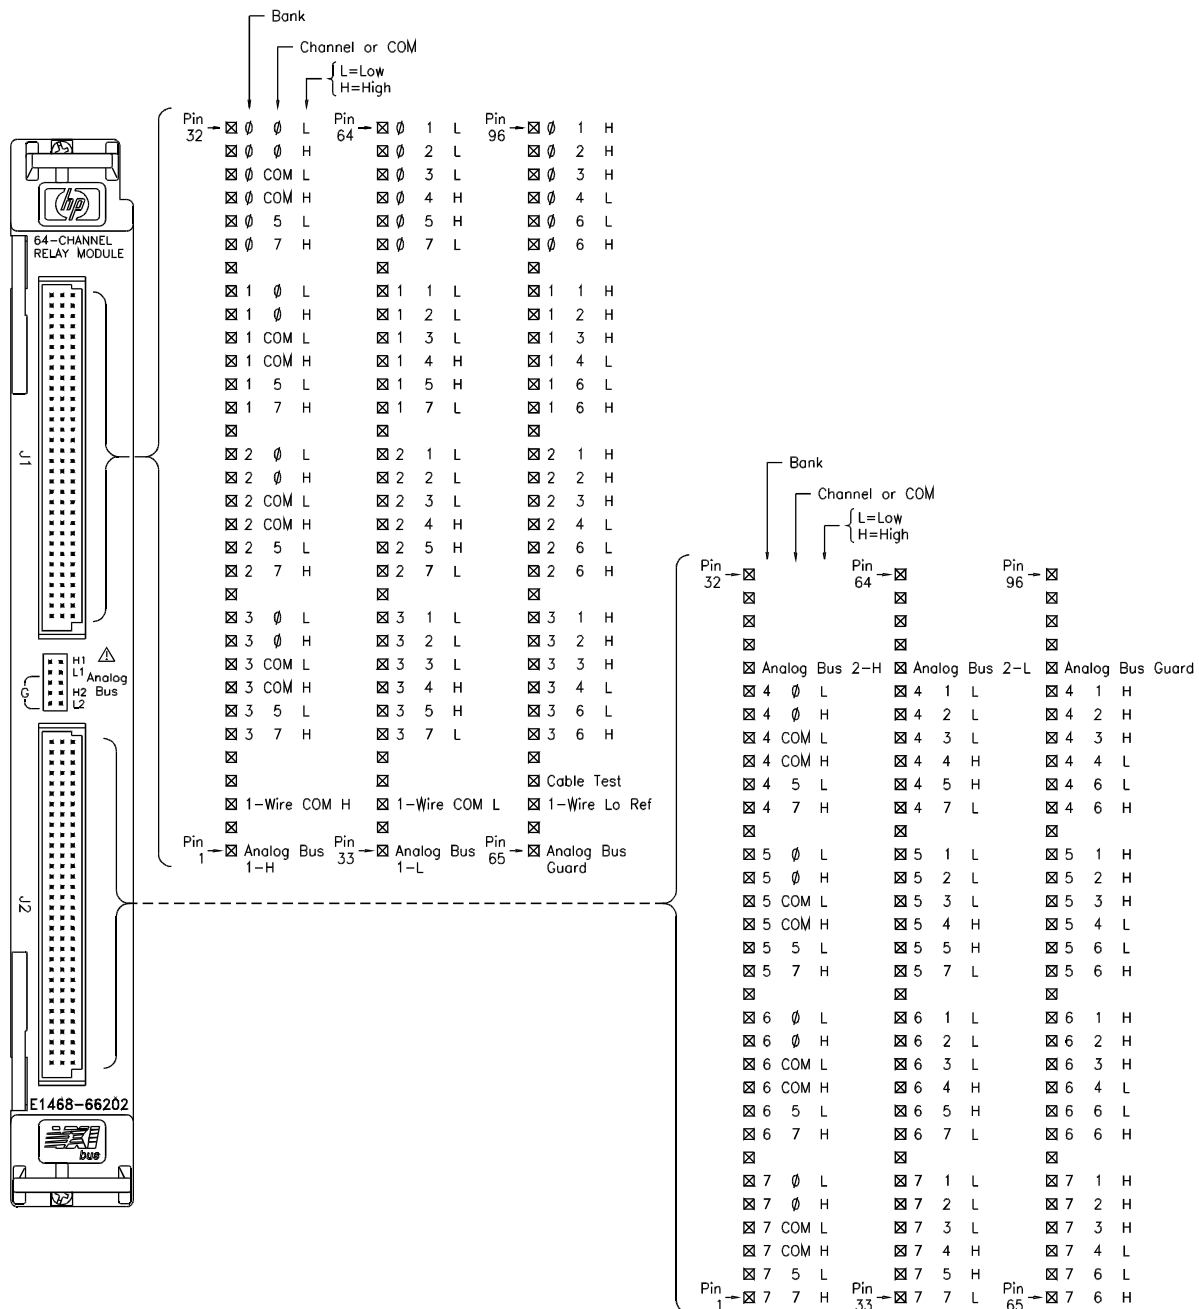 Bank
Channel or COM
L=Low
H=High
Pin 32 Ø Ø L Pin 64 Ø 1 L Pin 96 Ø 1 H
Ø Ø H Ø 2 L Ø 2 H
Ø COM L Ø 3 L Ø 3 H
Ø COM H Ø 4 H Ø 4 L
Ø 5 L Ø 5 H Ø 6 L
Ø 7 H Ø 7 L Ø 6 H
1 Ø L 1 1 L 1 1 H
1 Ø H 1 2 L 1 2 H
1 COM L 1 3 L 1 3 H
1 COM H 1 4 H 1 4 L
1 5 L 1 5 H 1 6 L
1 7 H 1 7 L 1 6 H
2 Ø L 2 1 L 2 1 H
2 Ø H 2 2 L 2 2 H
2 COM L 2 3 L 2 3 H
2 COM H 2 4 H 2 4 L
2 5 L 2 5 H 2 6 L
2 7 H 2 7 L 2 6 H
3 Ø L 3 1 L 3 1 H
3 Ø H 3 2 L 3 2 H
3 COM L 3 3 L 3 3 H
3 COM H 3 4 H 3 4 L
3 5 L 3 5 H 3 6 L
3 7 H 3 7 L 3 6 H
Cable Test
1-Wire COM H 1-Wire COM L 1-Wire Lo Ref
Pin 1 Analog Bus 1-H Pin 33 Analog Bus 1-L Pin 65 Analog Bus Guard
hp
64-CHANNEL
RELAY MODULE
J1
H1
L1
H2
L2
G
Analog
Bus
J2
E1468-66202
VXI
bus
Bank
Channel or COM
L=Low
H=High
Pin 32 Pin 64 Pin 96
Analog Bus 2-H Analog Bus 2-L Analog Bus Guard
4 Ø L 4 1 L 4 1 H
4 Ø H 4 2 L 4 2 H
4 COM L 4 3 L 4 3 H
4 COM H 4 4 H 4 4 L
4 5 L 4 5 H 4 6 L
4 7 H 4 7 L 4 6 H
5 Ø L 5 1 L 5 1 H
5 Ø H 5 2 L 5 2 H
5 COM L 5 3 L 5 3 H
5 COM H 5 4 H 5 4 L
5 5 L 5 5 H 5 6 L
5 7 H 5 7 L 5 6 H
6 Ø L 6 1 L 6 1 H
6 Ø H 6 2 L 6 2 H
6 COM L 6 3 L 6 3 H
6 COM H 6 4 H 6 4 L
6 5 L 6 5 H 6 6 L
6 7 H 6 7 L 6 6 H
7 Ø L 7 1 L 7 1 H
7 Ø H 7 2 L 7 2 H
7 COM L 7 3 L 7 3 H
7 COM H 7 4 H 7 4 L
7 5 L 7 5 H 7 6 L
Pin 1 7 7 H Pin 33 7 7 L Pin 65 7 6 H